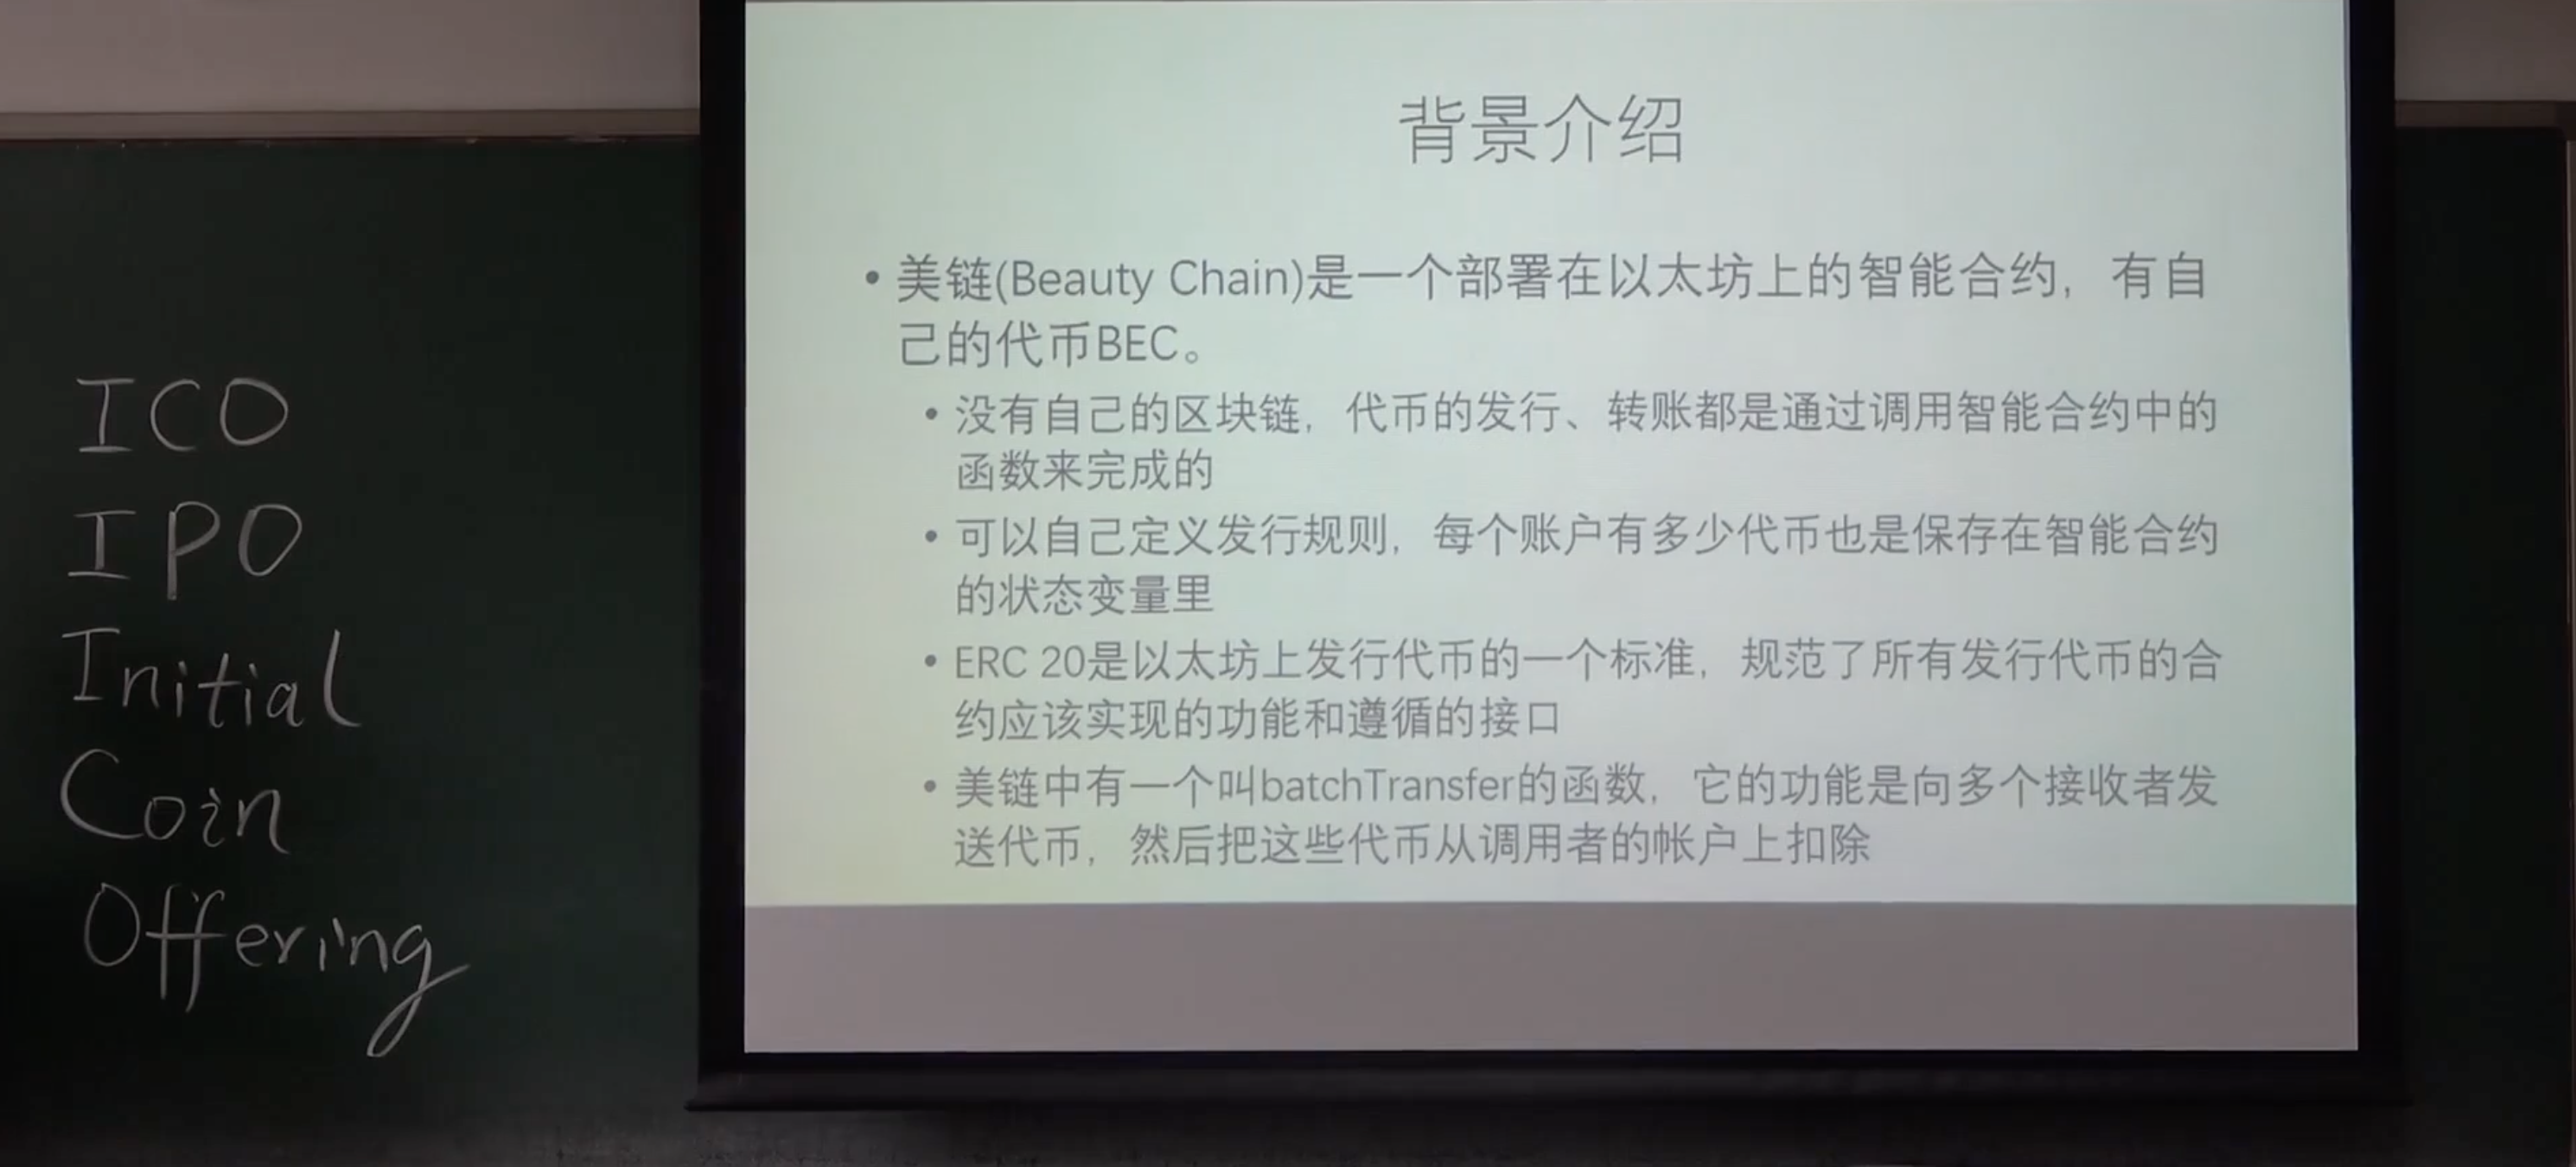 ICO
IPO
Initial
Coin
Offering
背景介绍
• 美链(Beauty Chain)是一个部署在以太坊上的智能合约，有自
己的代币BEC。
• 没有自己的区块链，代币的发行、转账都是通过调用智能合约中的
函数来完成的
• 可以自己定义发行规则，每个账户有多少代币也是保存在智能合约
的状态变量里
• ERC 20是以太坊上发行代币的一个标准，规范了所有发行代币的合
约应该实现的功能和遵循的接口
• 美链中有一个叫batchTransfer的函数，它的功能是向多个接收者发
送代币，然后把这些代币从调用者的帐户上扣除